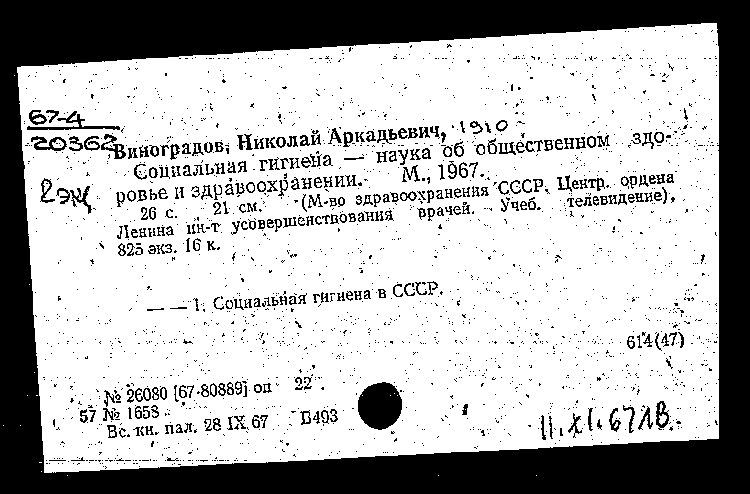 67-4
20362
2эж
Виноградов, Николай Аркадьевич, 1910
Социальная гигиена — наука об общественном здо-
ровье и здравоохранении. М., 1967.
26 с. 21 см. (М-во здравоохранения СССР. Центр. ордена
Ленина ин-т усовершенствования врачей. Учеб. телевидение).
825 экз. 16 к.
— — 1. Социальная гигиена в СССР.
614(47)
№ 26080 [67-80889] оп 22
57 № 1658
Вс. кн. пал. 28 IX 67 Б493
11.XI.67